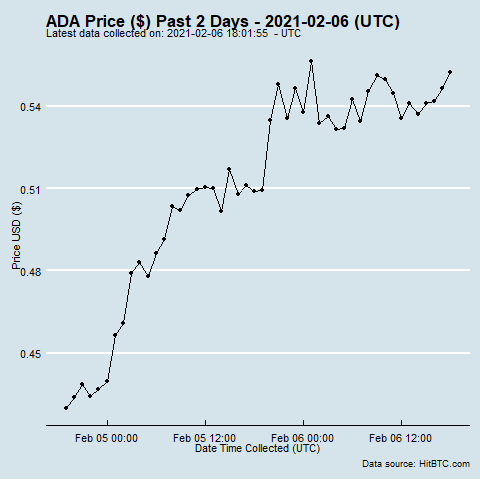 ADA Price ($) Past 2 Days - 2021-02-06 (UTC)
Latest data collected on: 2021-02-06 18:01:55 - UTC
0.54
0.51
0.48
0.45
Price USD ($)
Feb 05 00:00 Feb 05 12:00 Feb 06 00:00 Feb 06 12:00
Date Time Collected (UTC)
Data source: HitBTC.com